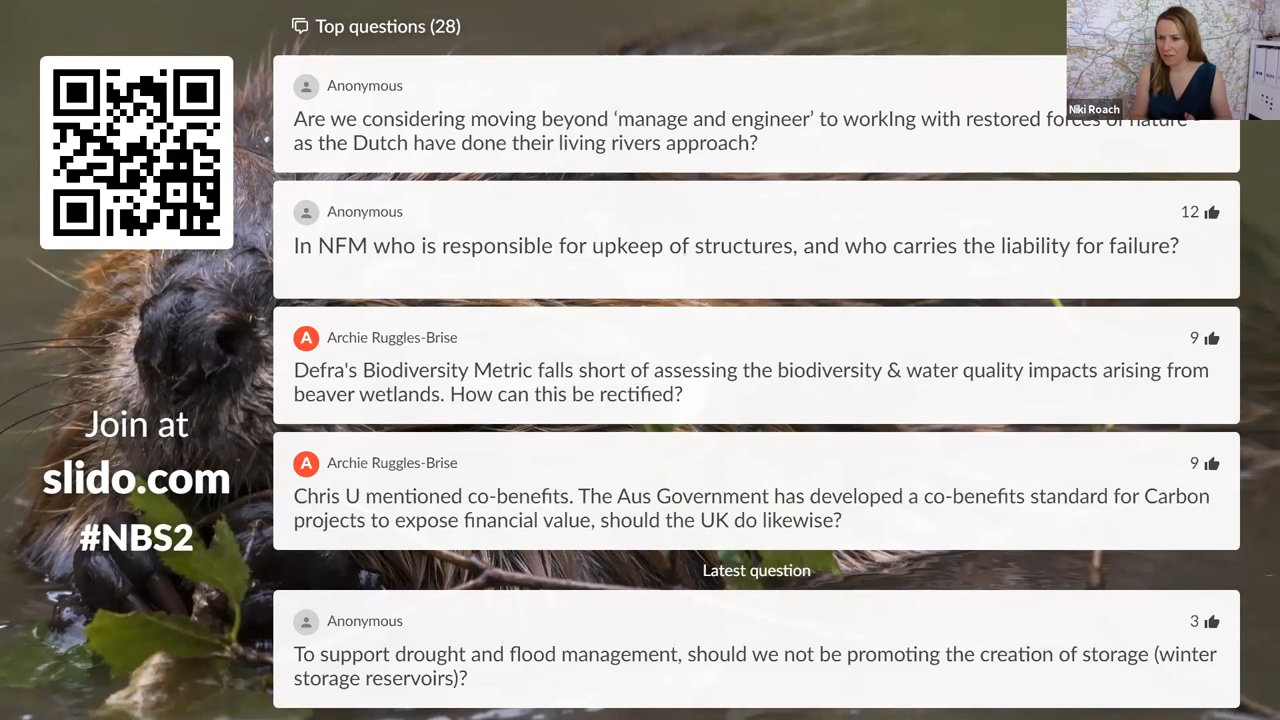 Top questions (28)
Anonymous
Niki Roach
Are we considering moving beyond ‘manage and engineer’ to workIng with restored forces of nature -
as the Dutch have done their living rivers approach?
Anonymous
12
In NFM who is responsible for upkeep of structures, and who carries the liability for failure?
A Archie Ruggles-Brise
9
Defra's Biodiversity Metric falls short of assessing the biodiversity & water quality impacts arising from
beaver wetlands. How can this be rectified?
A Archie Ruggles-Brise
9
Chris U mentioned co-benefits. The Aus Government has developed a co-benefits standard for Carbon
projects to expose financial value, should the UK do likewise?
Latest question
Anonymous
3
To support drought and flood management, should we not be promoting the creation of storage (winter
storage reservoirs)?
Join at
slido.com
#NBS2